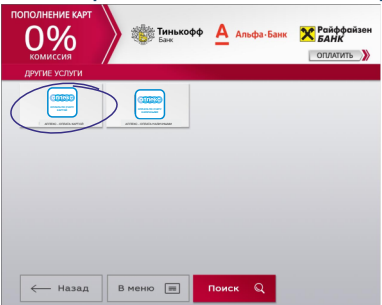 ПОПОЛНЕНИЕ КАРТ
0%
КОМИССИЯ
Тинькофф
Банк
Альфа·Банк
Райффайзен
БАНК
ОПЛАТИТЬ
ДРУГИЕ УСЛУГИ
← Назад
В меню
Поиск